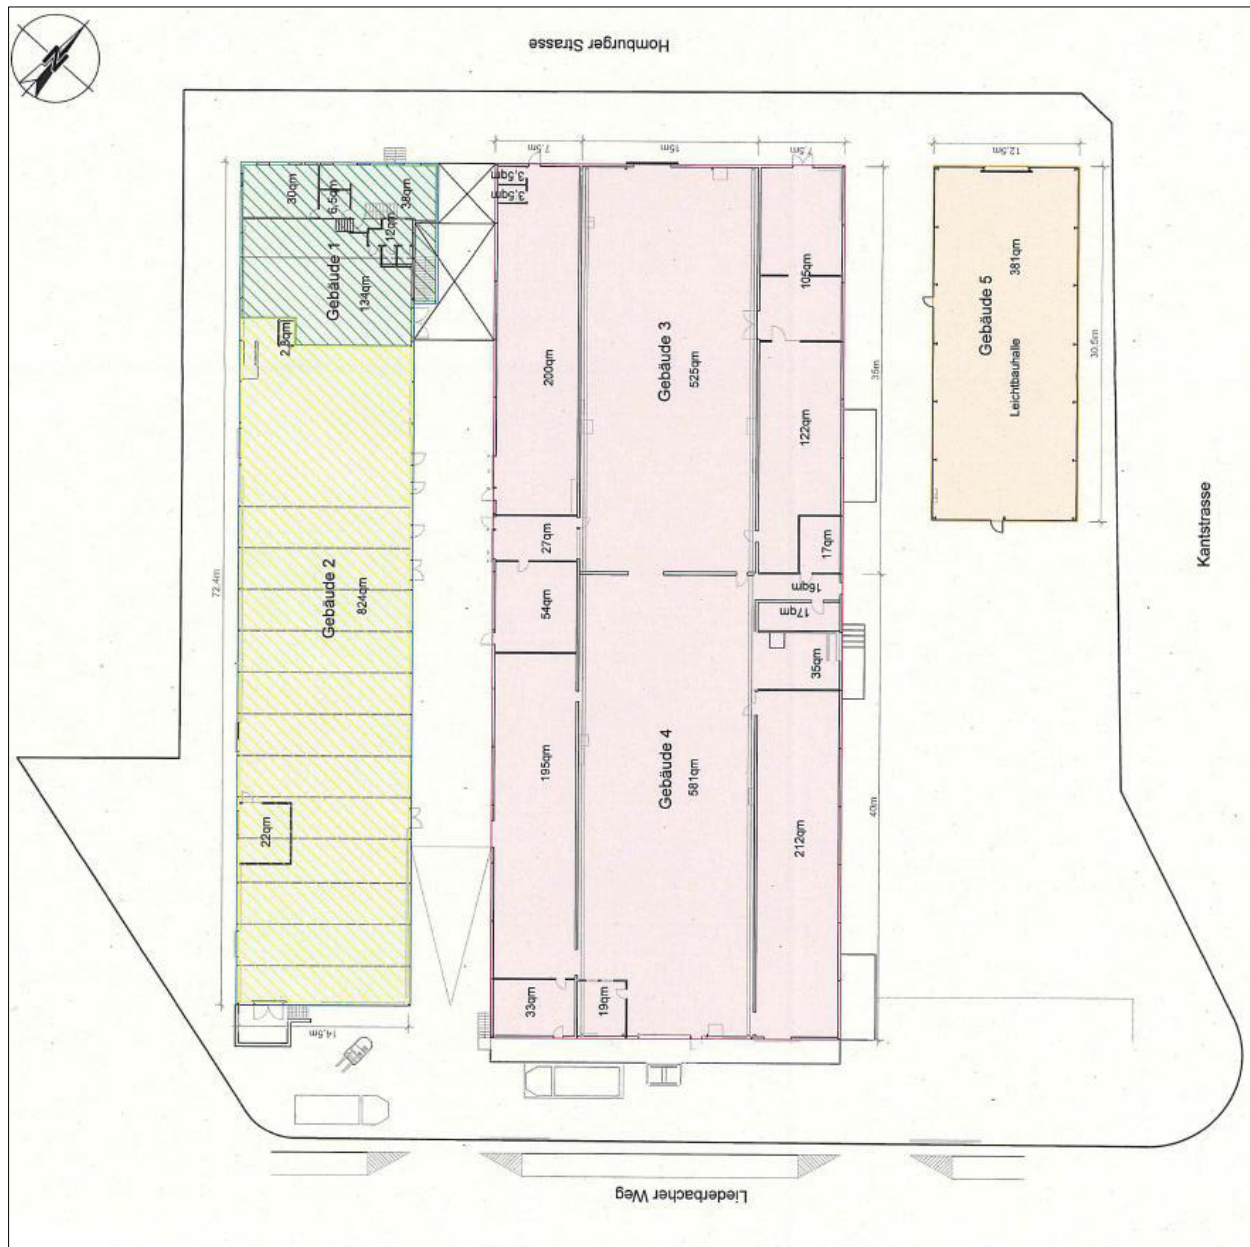 N
Homburger Strasse
7,5m
15m
7,5m
12,5m
30qm
6,5qm
38qm
12qm
Gebäude 1
134qm
2,3qm
3,5qm
3,5qm
200qm
Gebäude 3
525qm
105qm
122qm
35m
Gebäude 5
381qm
Leichtbauhalle
30,5m
Kantstrasse
72,4m
Gebäude 2
824qm
22qm
14,5m
27qm
54qm
195qm
33qm
19qm
Gebäude 4
581qm
17qm
16qm
17qm
35qm
212qm
40m
Liederbacher Weg